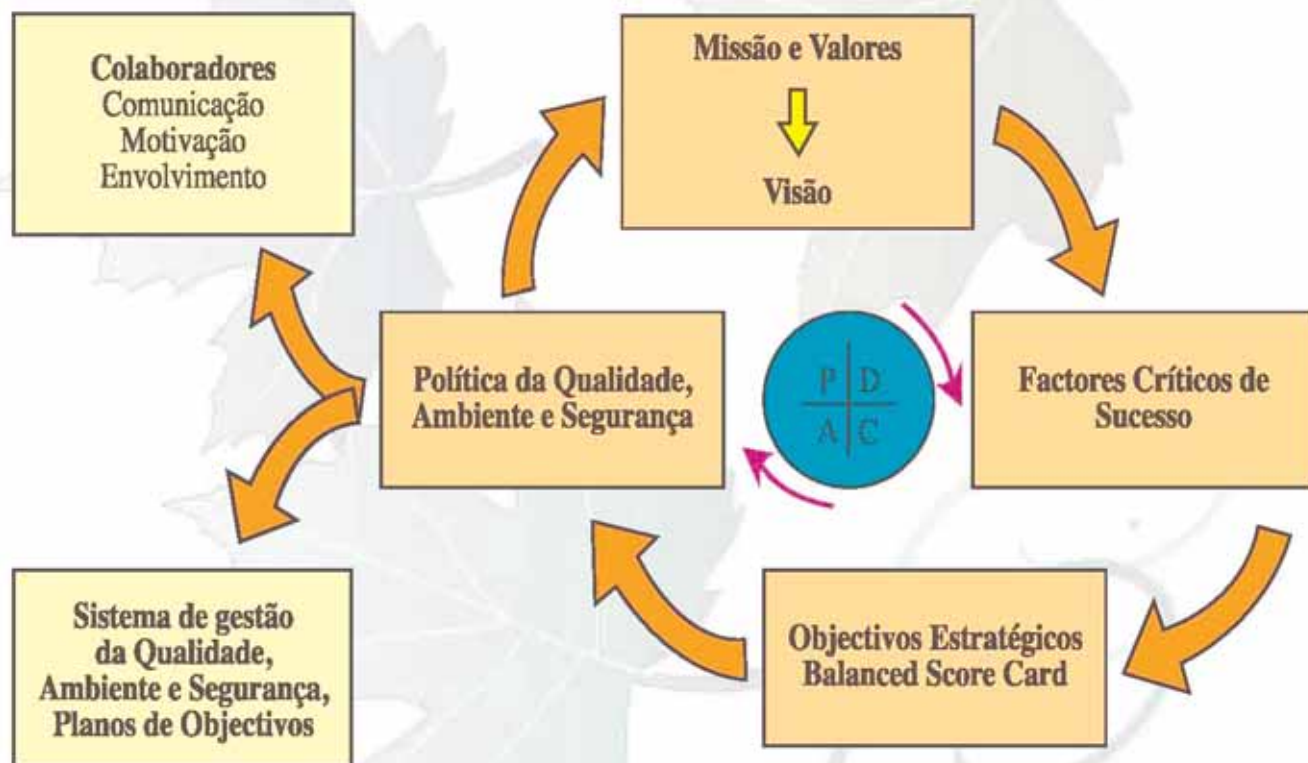 Colaboradores
Comunicação
Motivação
Envolvimento
Missão e Valores
Visão
Política da Qualidade,
Ambiente e Segurança
P D
A C
Factores Críticos de
Sucesso
Sistema de gestão
da Qualidade,
Ambiente e Segurança,
Planos de Objectivos
Objectivos Estratégicos
Balanced Score Card